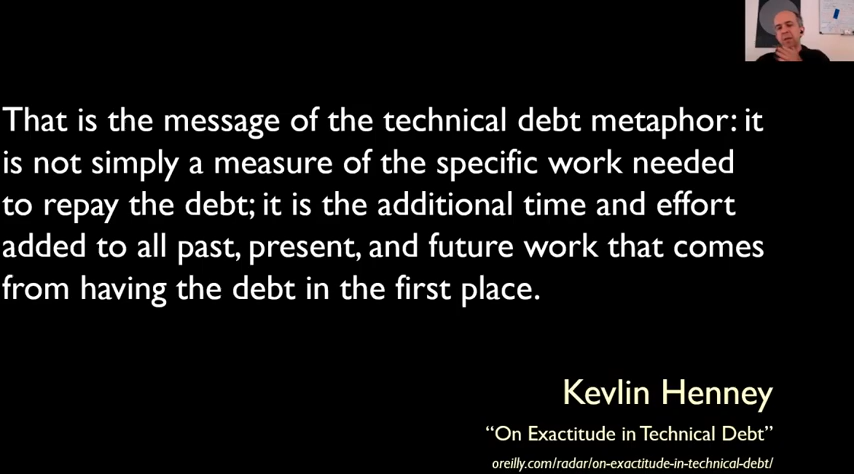 That is the message of the technical debt metaphor: it
is not simply a measure of the specific work needed
to repay the debt; it is the additional time and effort
added to all past, present, and future work that comes
from having the debt in the first place.
Kevlin Henney
“On Exactitude in Technical Debt”
oreilly.com/radar/on-exactitude-in-technical-debt/